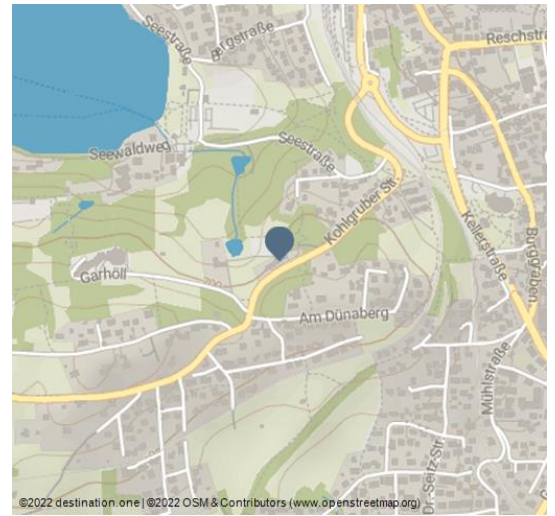 Seestraße
Bergstraße
Reschstra
Seewaldweg
Seestraße
Kohlgruber Str.
Kellerstraße
Burggraben
Garhöll
Am Dünaberg
Mühlstraße
Dr.-Seitz-Str.
©2022 destination.one | ©2022 OSM & Contributors (www.openstreetmap.org)